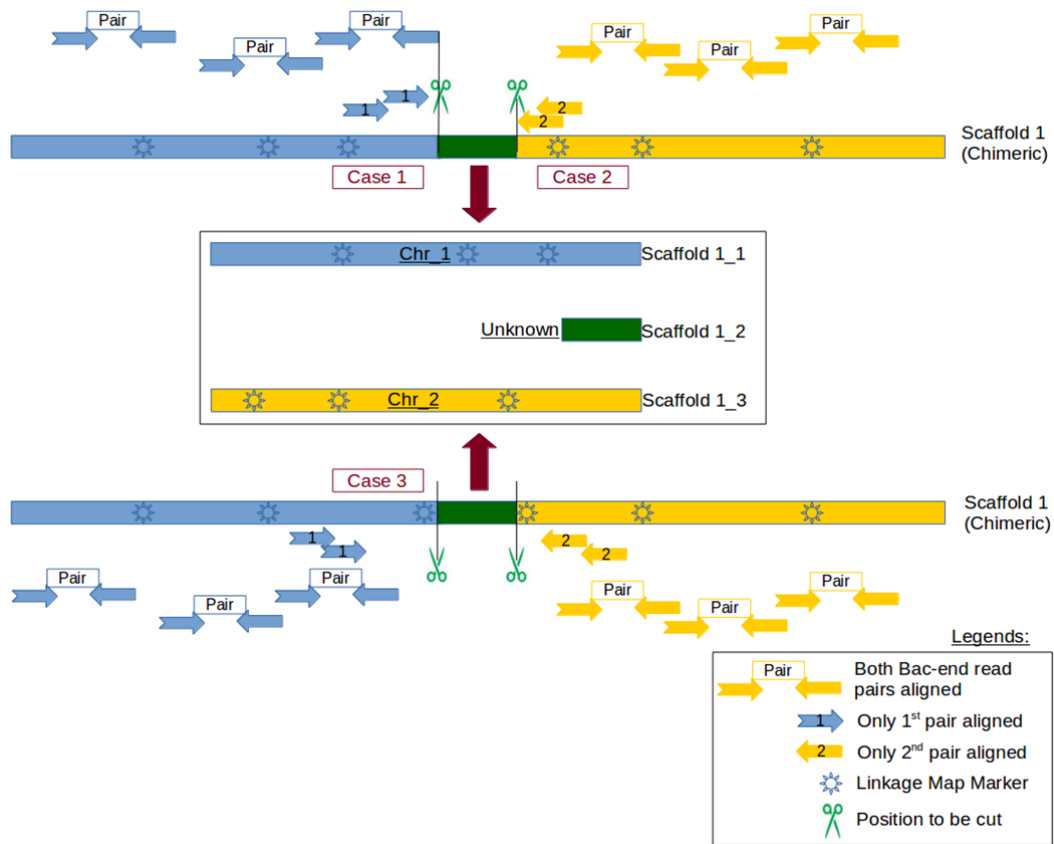 Pair
Pair
Pair
Pair
Pair
Pair
1
1
2
2
Scaffold 1
(Chimeric)
Case 1
Case 2
Chr_1
Scaffold 1_1
Unknown
Scaffold 1_2
Chr_2
Scaffold 1_3
Case 3
Scaffold 1
(Chimeric)
1
1
2
2
Pair
Pair
Pair
Pair
Pair
Pair
Legends:
Pair
Both Bac-end read
pairs aligned
1
Only 1st pair aligned
2
Only 2nd pair aligned
Linkage Map Marker
Position to be cut